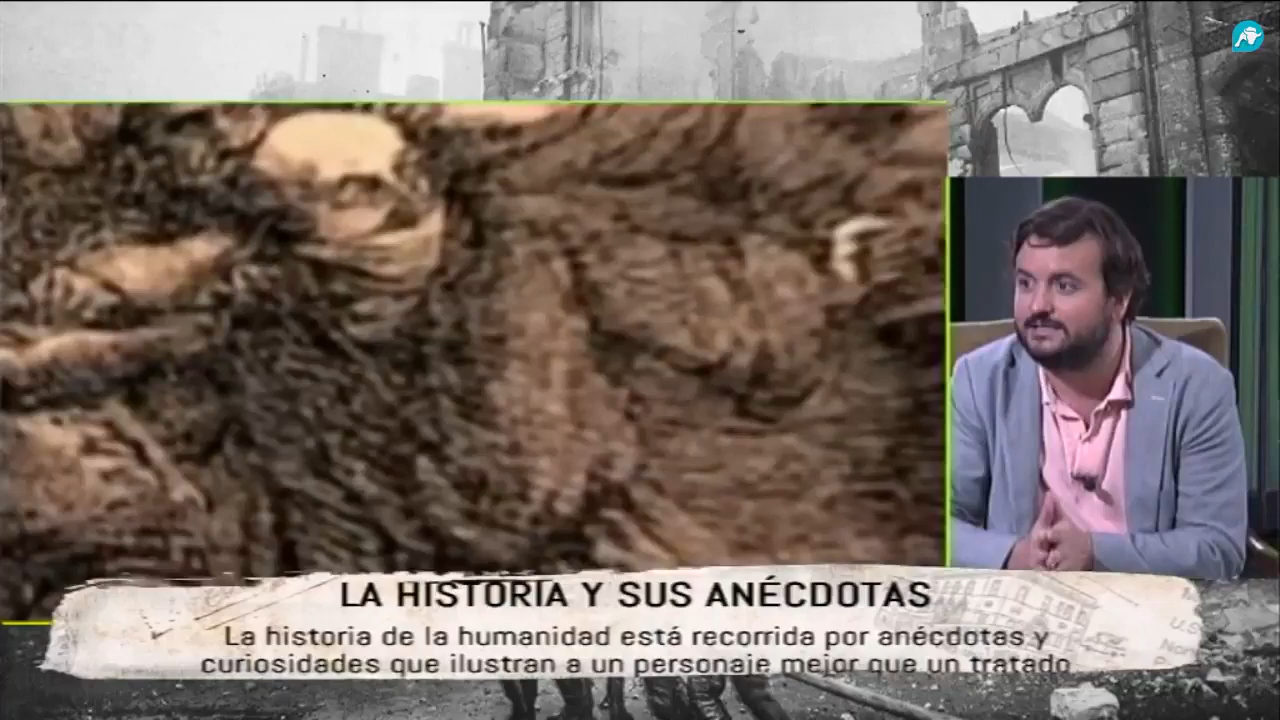 LA HISTORIA Y SUS ANÉCDOTAS
La historia de la humanidad está recorrida por anécdotas y
curiosidades que ilustran a un personaje mejor que un tratado
U.S
Nor